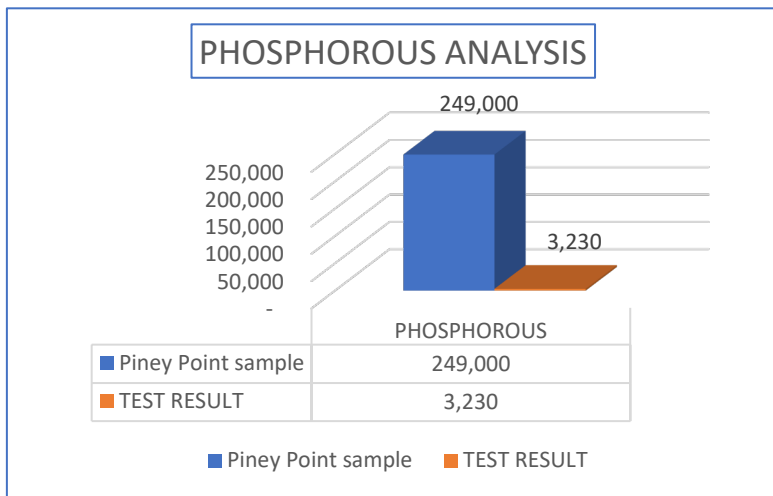 PHOSPHOROUS ANALYSIS
249,000
250,000
200,000
150,000
100,000
50,000
-
3,230
PHOSPHOROUS
Piney Point sample 249,000
TEST RESULT 3,230
Piney Point sample TEST RESULT